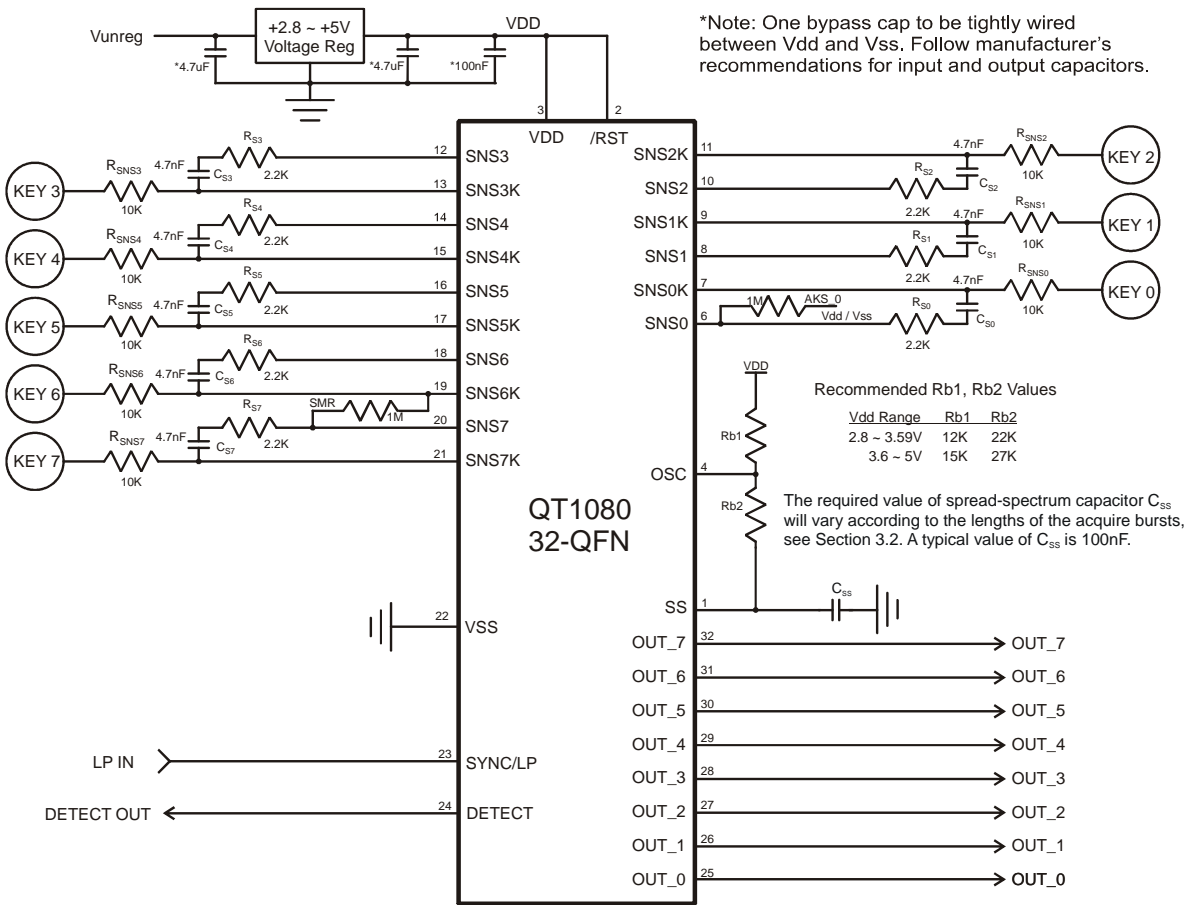 Vunreg
+2.8 ~ +5V
Voltage Reg
VDD
*4.7uF
*4.7uF
*100nF
*Note: One bypass cap to be tightly wired
between Vdd and Vss. Follow manufacturer's
recommendations for input and output capacitors.
3
2
VDD
/RST
KEY 3
RSNS3
10K
4.7nF
CS3
RS3
2.2K
12
SNS3
13
SNS3K
KEY 4
RSNS4
10K
4.7nF
CS4
RS4
2.2K
14
SNS4
15
SNS4K
KEY 5
RSNS5
10K
4.7nF
CS5
RS5
2.2K
16
SNS5
17
SNS5K
KEY 6
RSNS6
10K
4.7nF
CS6
RS6
2.2K
18
SNS6
19
SNS6K
SMR
1M
KEY 7
RSNS7
10K
4.7nF
CS7
RS7
2.2K
20
SNS7
21
SNS7K
SNS2K
11
4.7nF
RSNS2
10K
KEY 2
SNS2
10
RS2
2.2K
CS2
SNS1K
9
4.7nF
RSNS1
10K
KEY 1
SNS1
8
RS1
2.2K
CS1
SNS0K
7
4.7nF
RSNS0
10K
KEY 0
SNS0
6
1M
AKS_0
Vdd / Vss
RS0
2.2K
CS0
VDD
Rb1
OSC
4
Rb2
Recommended Rb1, Rb2 Values
Vdd Range Rb1 Rb2
2.8 ~ 3.59V 12K 22K
3.6 ~ 5V 15K 27K
The required value of spread-spectrum capacitor CSS
will vary according to the lengths of the acquire bursts,
see Section 3.2. A typical value of CSS is 100nF.
QT1080
32-QFN
SS
1
CSS
22
VSS
OUT_7 32 OUT_7
OUT_6 31 OUT_6
OUT_5 30 OUT_5
OUT_4 29 OUT_4
OUT_3 28 OUT_3
OUT_2 27 OUT_2
OUT_1 26 OUT_1
OUT_0 25 OUT_0
LP IN
23
SYNC/LP
DETECT OUT
24
DETECT